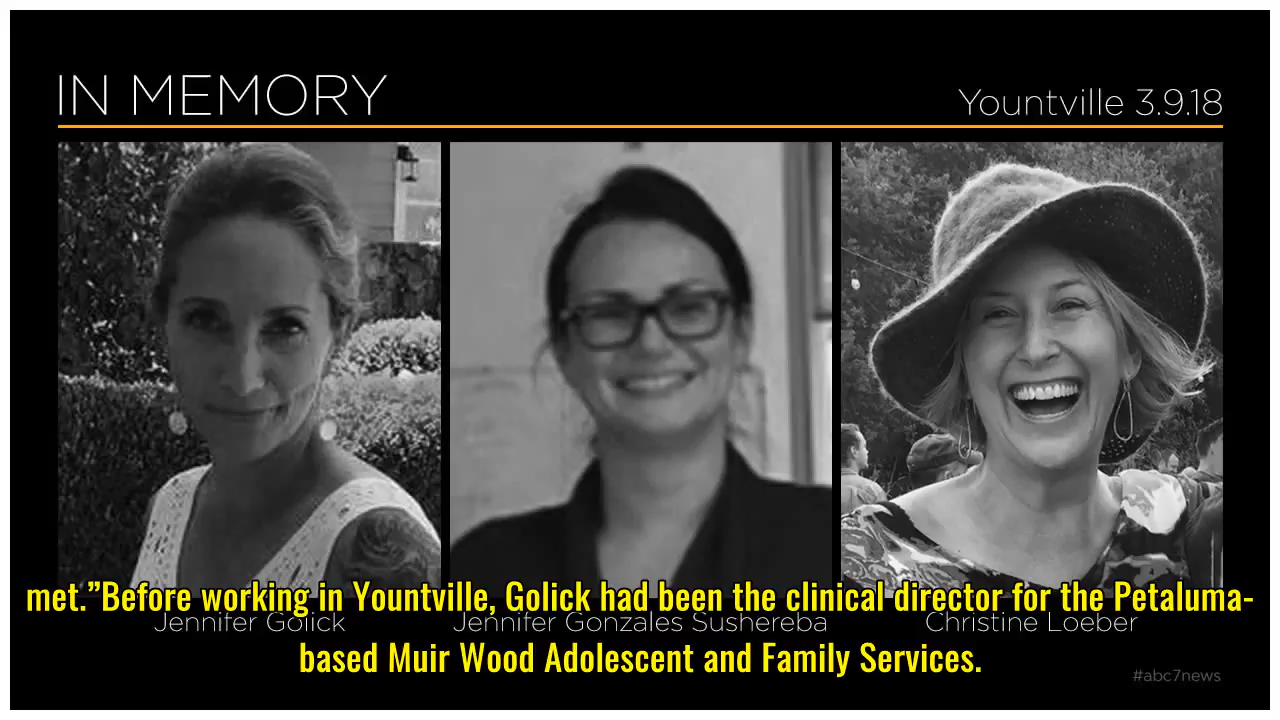 IN MEMORY
Yountville 3.9.18
met.”Before working in Yountville, Golick had been the clinical director for the Petaluma-
Jennifer Golick
Jennifer Gonzales Sushereba
Christine Loeber
based Muir Wood Adolescent and Family Services.
#abc7news